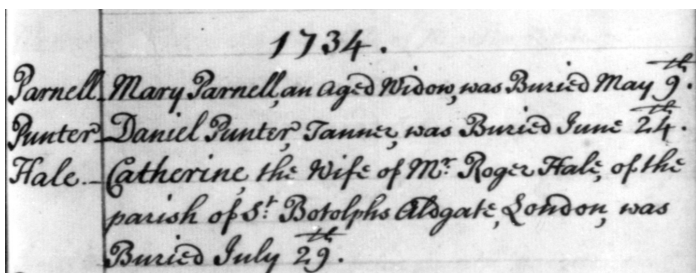 1734.
Parnell Mary Parnell, an Aged Widow, was Buried May 9th.
Punter Daniel Punter, Tanner, was Buried June 24th.
Hale Catherine, the Wife of Mr. Roger Hale, of the
parish of St. Botolphs Aldgate, London, was
Buried July 29th.